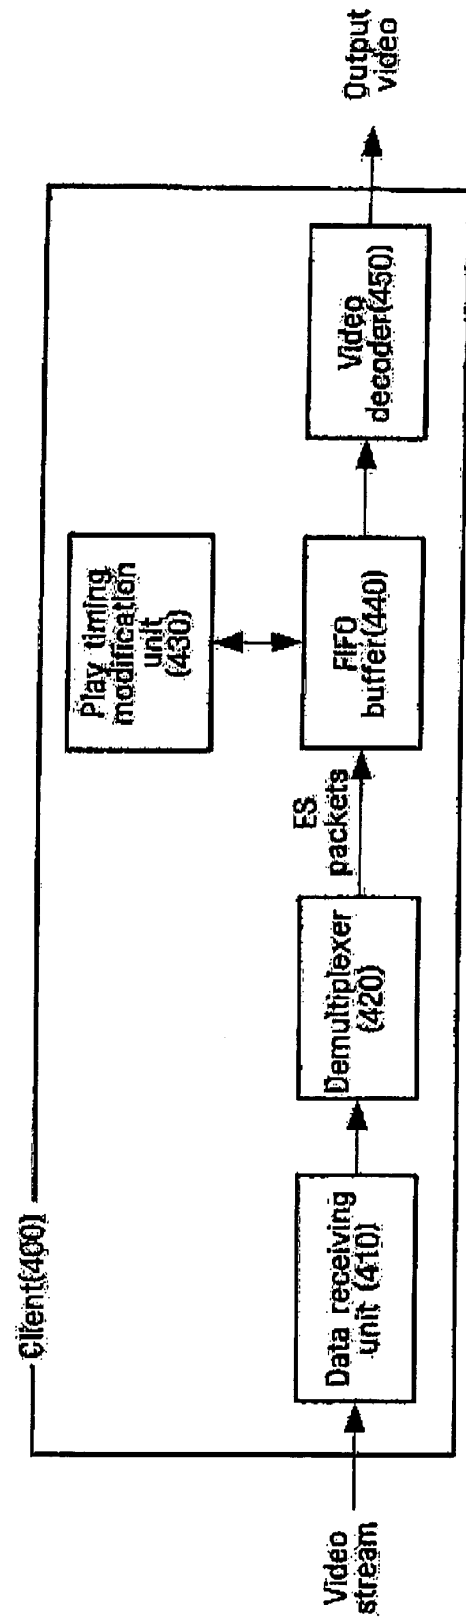 Client(400)
Video
stream
Data receiving
unit (410)
Demultiplexer
(420)
ES
packets
Play timing
modification
unit
(430)
FIFO
buffer(440)
Video
decoder(450)
Output
video